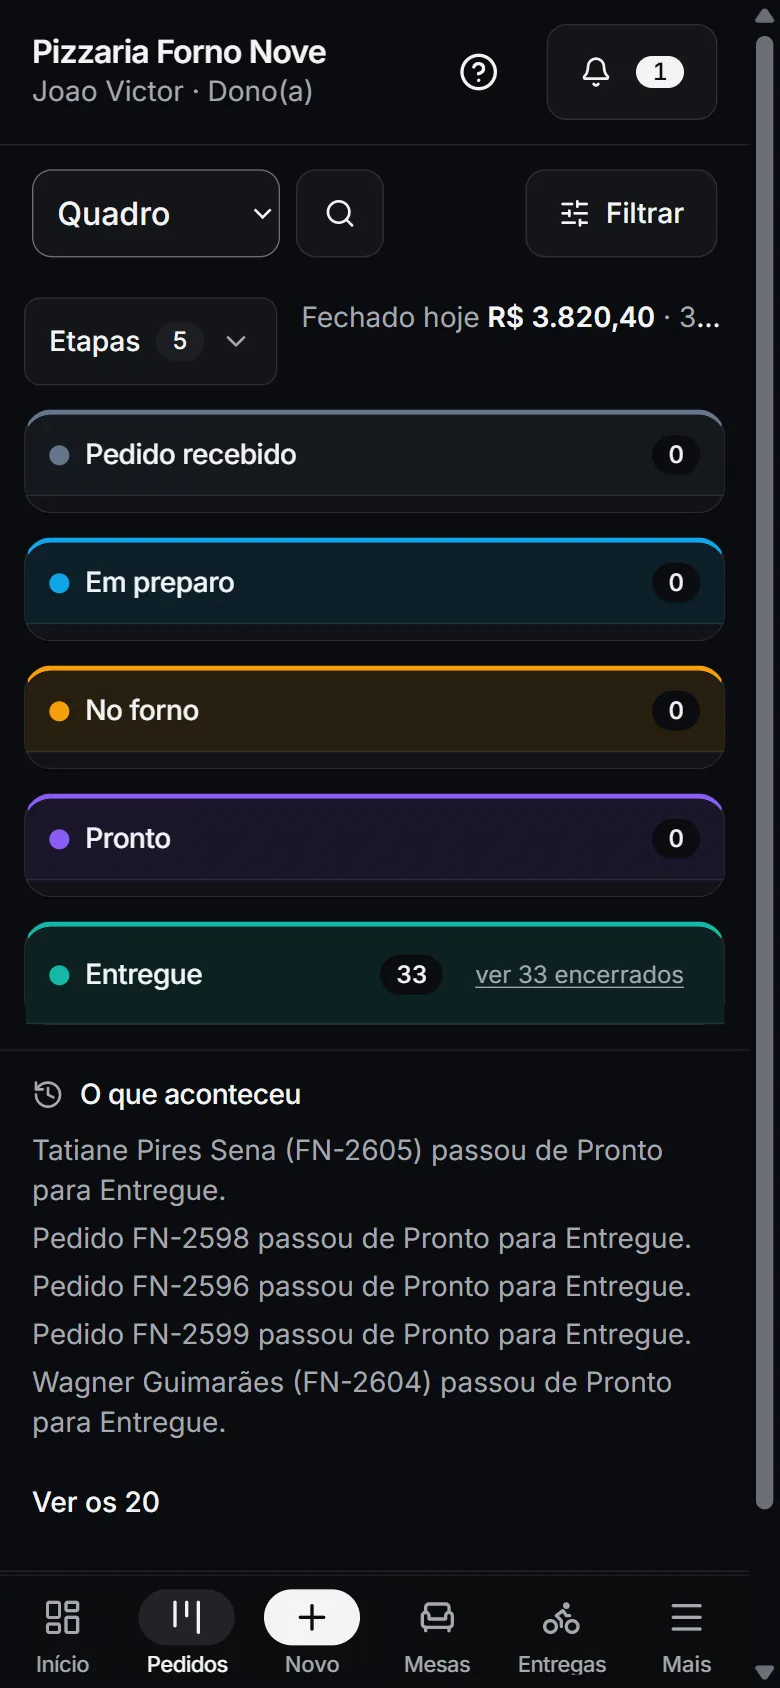 Pizzaria Forno Nove
Joao Victor · Dono(a)
1
Quadro
Filtrar
Etapas 5
Fechado hoje R$ 3.820,40 · 3...
Pedido recebido 0
Em preparo 0
No forno 0
Pronto 0
Entregue 33 ver 33 encerrados
O que aconteceu
Tatiane Pires Sena (FN-2605) passou de Pronto
para Entregue.
Pedido FN-2598 passou de Pronto para Entregue.
Pedido FN-2596 passou de Pronto para Entregue.
Pedido FN-2599 passou de Pronto para Entregue.
Wagner Guimarães (FN-2604) passou de Pronto
para Entregue.
Ver os 20
Início Pedidos Novo Mesas Entregas Mais